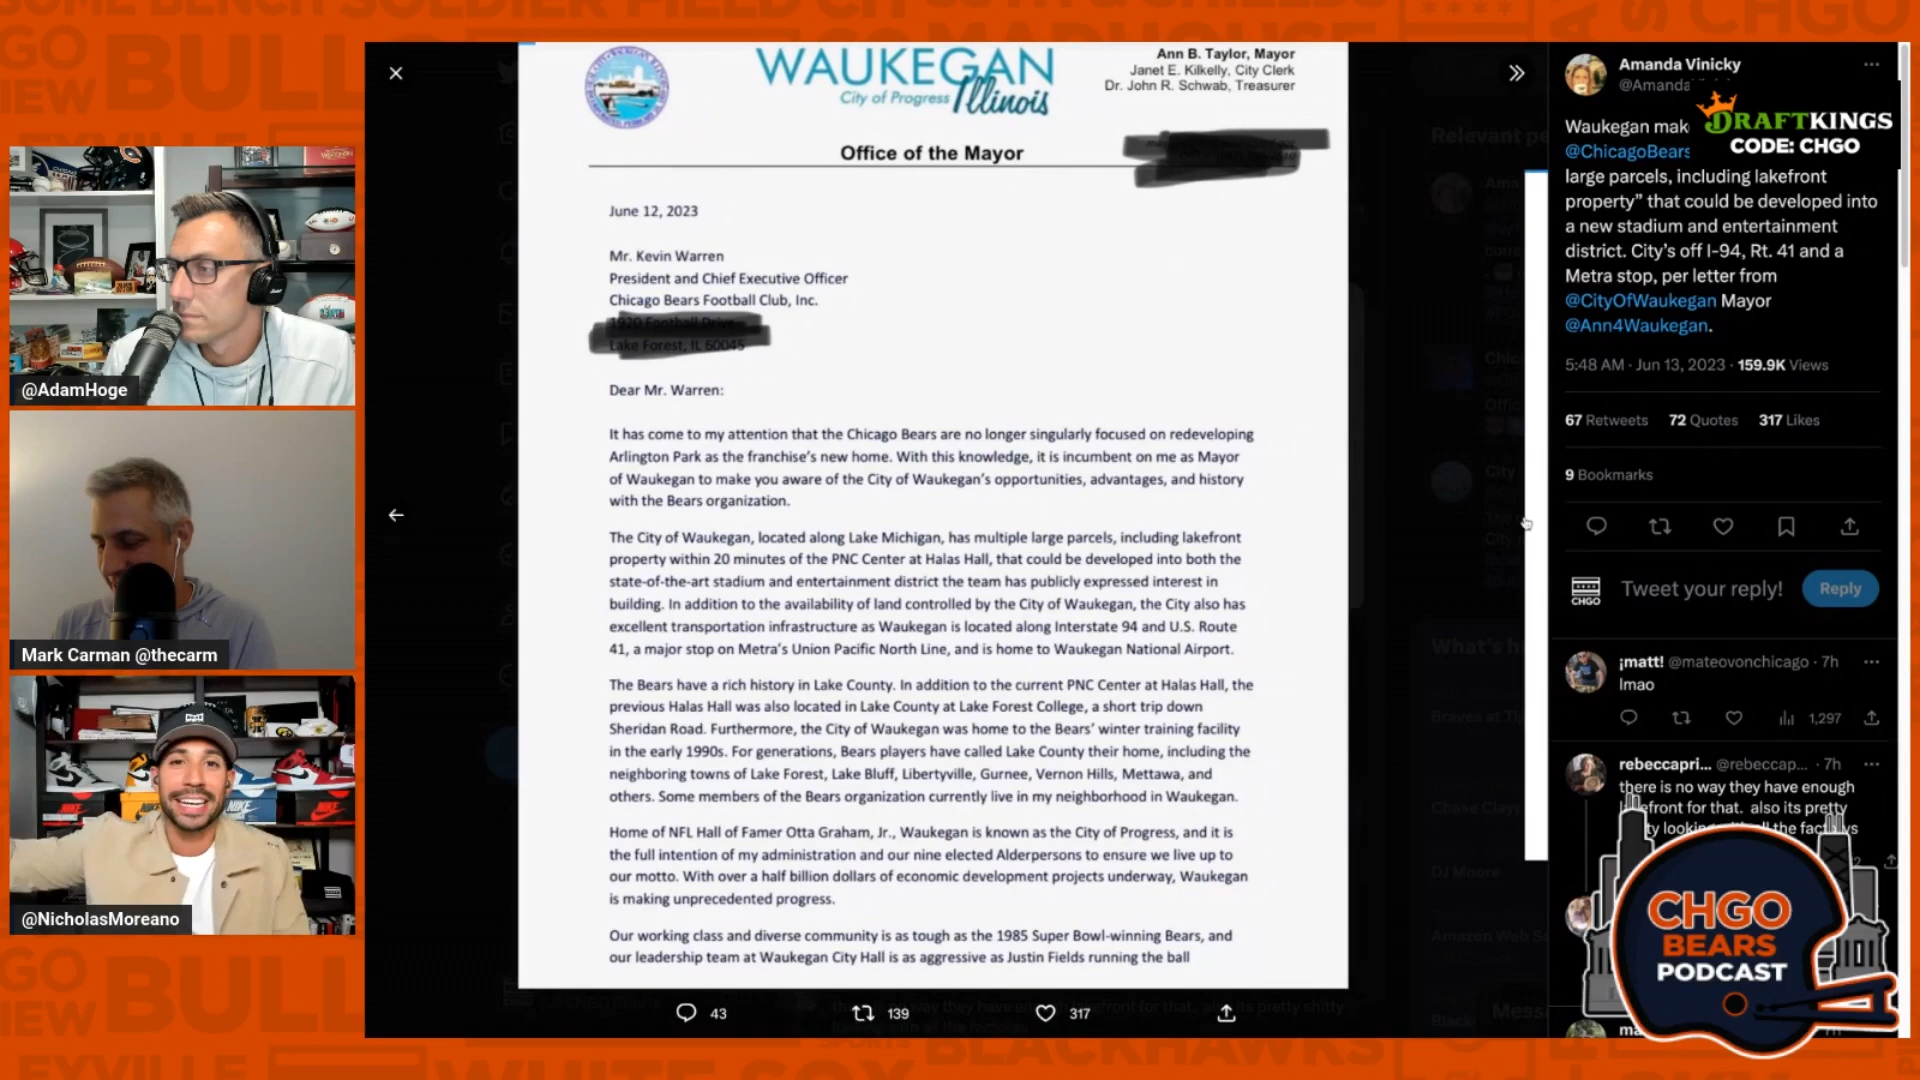 @AdamHoge
Mark Carman @thecarm
@NicholasMoreano
WAUKEGAN
City of Progress
Illinois
Ann B. Taylor, Mayor
Janet E. Kilkelly, City Clerk
Dr. John R. Schwab, Treasurer
Office of the Mayor
June 12, 2023
Mr. Kevin Warren
President and Chief Executive Officer
Chicago Bears Football Club, Inc.
1920 Football Drive
Lake Forest, IL 60045
Dear Mr. Warren:
It has come to my attention that the Chicago Bears are no longer singularly focused on redeveloping
Arlington Park as the franchise's new home. With this knowledge, it is incumbent on me as Mayor
of Waukegan to make you aware of the City of Waukegan's opportunities, advantages, and history
with the Bears organization.
The City of Waukegan, located along Lake Michigan, has multiple large parcels, including lakefront
property within 20 minutes of the PNC Center at Halas Hall, that could be developed into both the
state-of-the-art stadium and entertainment district the team has publicly expressed interest in
building. In addition to the availability of land controlled by the City of Waukegan, the City also has
excellent transportation infrastructure as Waukegan is located along Interstate 94 and U.S. Route
41, a major stop on Metra's Union Pacific North Line, and is home to Waukegan National Airport.
The Bears have a rich history in Lake County. In addition to the current PNC Center at Halas Hall, the
previous Halas Hall was also located in Lake County at Lake Forest College, a short trip down
Sheridan Road. Furthermore, the City of Waukegan was home to the Bears' winter training facility
in the early 1990s. For generations, Bears players have called Lake County their home, including the
neighboring towns of Lake Forest, Lake Bluff, Libertyville, Gurnee, Vernon Hills, Mettawa, and
others. Some members of the Bears organization currently live in my neighborhood in Waukegan.
Home of NFL Hall of Famer Otta Graham, Jr., Waukegan is known as the City of Progress, and it is
the full intention of my administration and our nine elected Alderpersons to ensure we live up to
our motto. With over a half billion dollars of economic development projects underway, Waukegan
is making unprecedented progress.
Our working class and diverse community is as tough as the 1985 Super Bowl-winning Bears, and
our leadership team at Waukegan City Hall is as aggressive as Justin Fields running the ball
43
139
317
Amanda Vinicky
@Amanda
DRAFTKINGS
CODE: CHGO
Waukegan mak
@ChicagoBears
large parcels, including lakefront
property" that could be developed into
a new stadium and entertainment
district. City's off I-94, Rt. 41 and a
Metra stop, per letter from
@CityOfWaukegan Mayor
@Ann4Waukegan.
5:48 AM · Jun 13, 2023 · 159.9K Views
67 Retweets 72 Quotes 317 Likes
9 Bookmarks
CHGO
Tweet your reply!
Reply
¡matt! @mateovonchicago · 7h
lmao
1,297
rebeccapri... @rebeccap... · 7h
there is no way they have enough
front for that. also its pretty
CHGO
BEARS
PODCAST